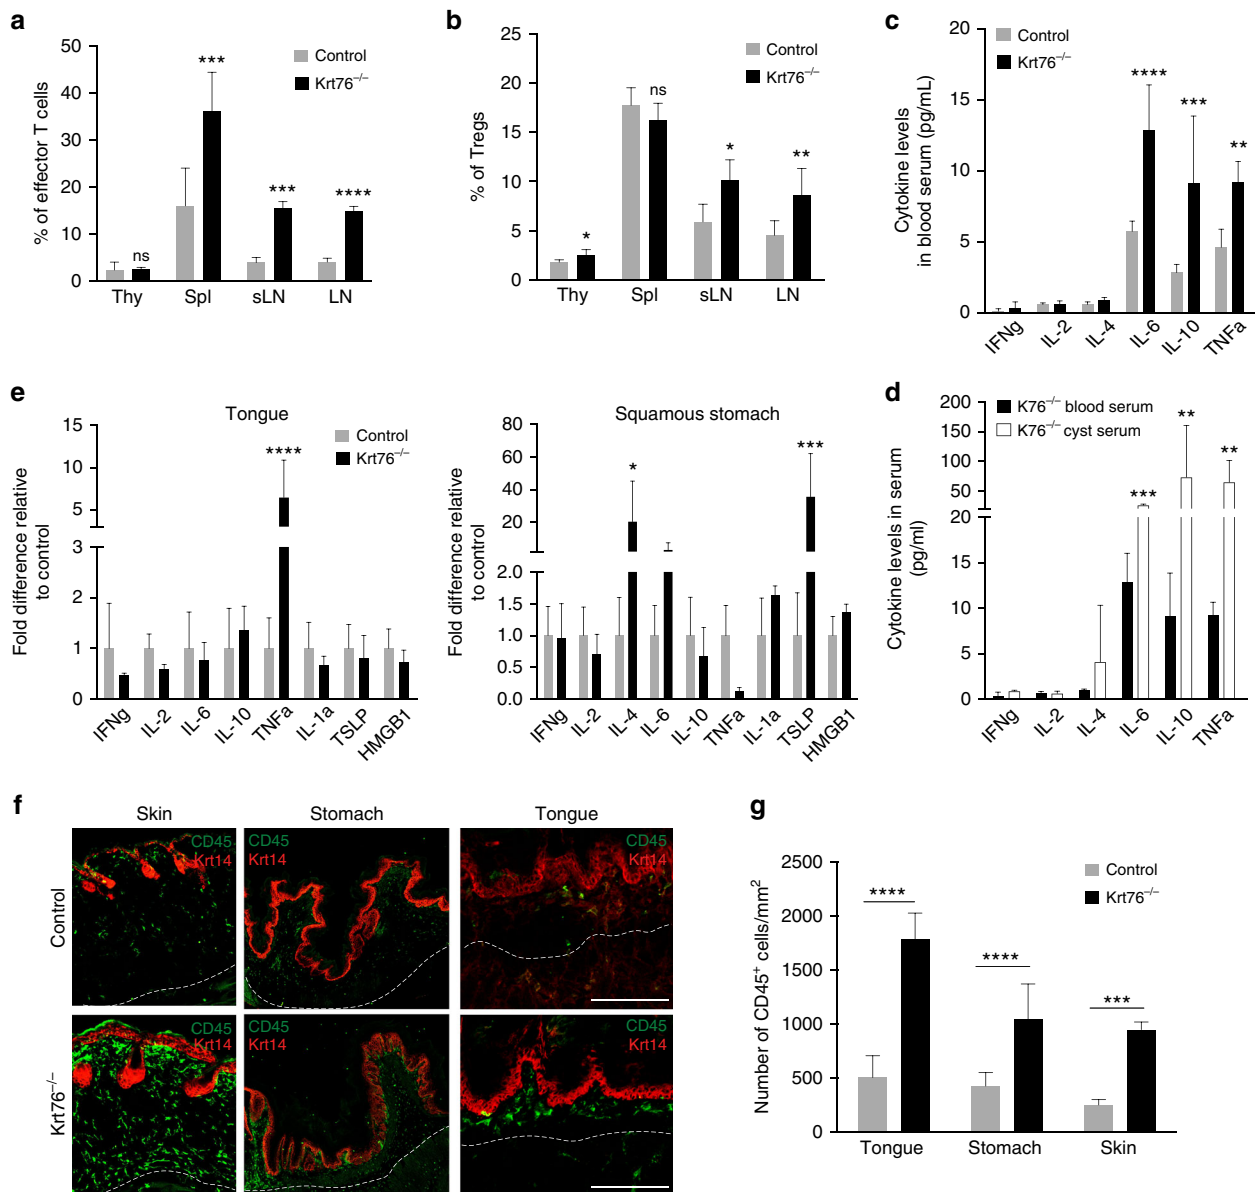 a
50
40
30
20
10
0
% of effector T cells
Control
Krt76–/–
ns
***
***
****
Thy Spl sLN LN
b
25
20
15
10
5
0
% of Tregs
Control
Krt76–/–
*
ns
*
**
Thy Spl sLN LN
c
20
15
10
5
0
Cytokine levels
in blood serum (pg/mL)
Control
Krt76–/–
****
***
**
IFNg IL-2 IL-4 IL-6 IL-10 TNFa
e
Tongue
15
10
5
3
2
1
0
Fold difference relative
to control
Control
Krt76–/–
****
IFNg IL-2 IL-6 IL-10 TNFa IL-1a TSLP HMGB1
Squamous stomach
80
60
40
20
2.0
1.5
1.0
0.5
0.0
Fold difference relative
to control
*
***
IFNg IL-2 IL-4 IL-6 IL-10 TNFa IL-1a TSLP HMGB1
d
200
150
100
50
20
15
10
5
0
Cytokine levels in serum
(pg/ml)
K76–/– blood serum
K76–/– cyst serum
***
**
**
IFNg IL-2 IL-4 IL-6 IL-10 TNFa
f
Skin Stomach Tongue
Control
CD45
Krt14
CD45
Krt14
CD45
Krt14
Krt76–/–
CD45
Krt14
CD45
Krt14
CD45
Krt14
g
2500
2000
1500
1000
500
0
Number of CD45+ cells/mm2
Control
Krt76–/–
****
****
***
Tongue Stomach Skin